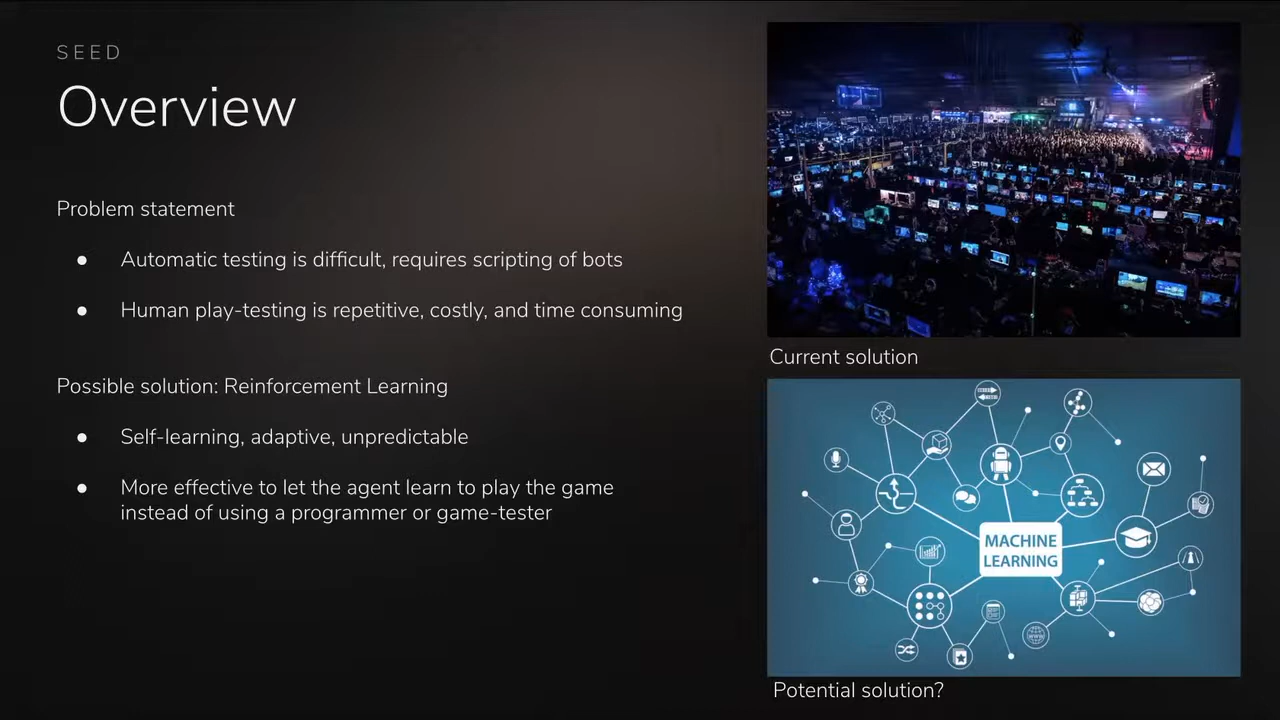 SEED
Overview
Problem statement
● Automatic testing is difficult, requires scripting of bots
● Human play-testing is repetitive, costly, and time consuming
Possible solution: Reinforcement Learning
● Self-learning, adaptive, unpredictable
● More effective to let the agent learn to play the game
instead of using a programmer or game-tester
Current solution
MACHINE
LEARNING
WWW
Potential solution?